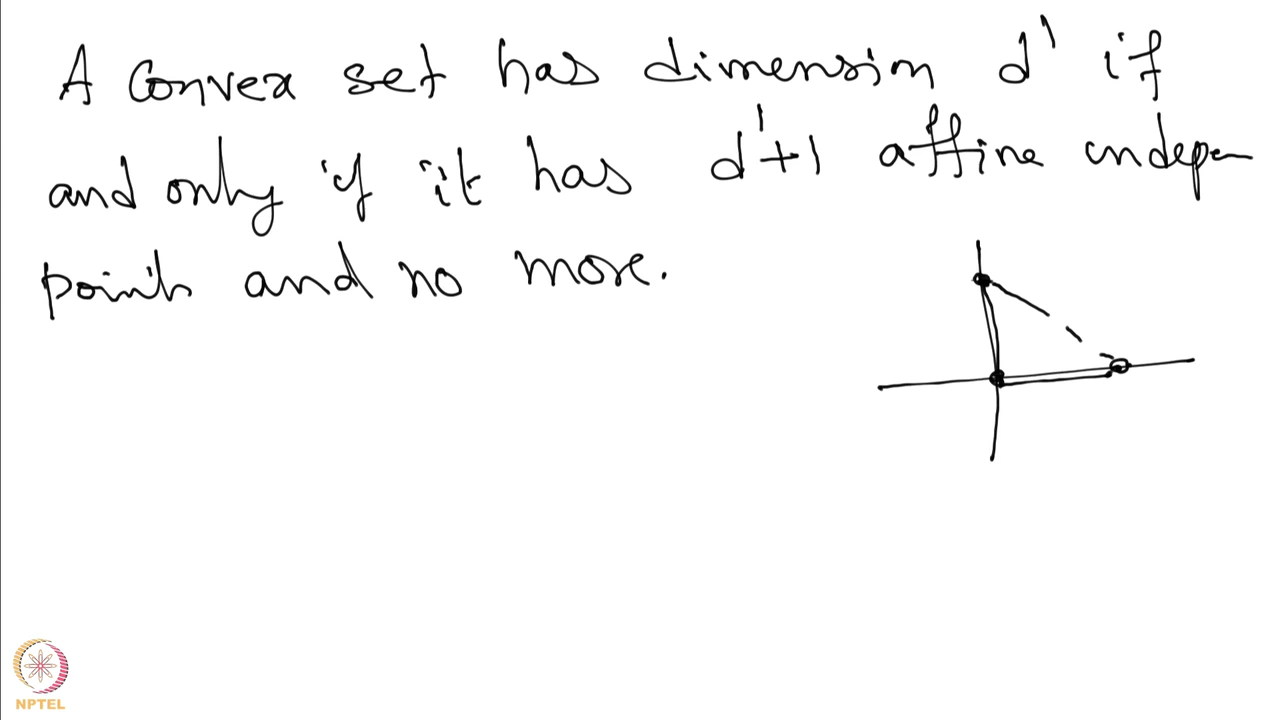 A Convex set has dimension d' if
and only if it has d'+1 affine indepen
points and no more.
NPTEL